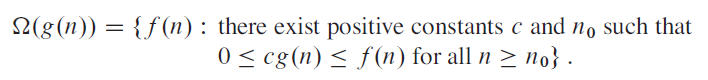 Ω(g(n)) = {f(n) : there exist positive constants c and n₀ such that
0 ≤ cg(n) ≤ f(n) for all n ≥ n₀} .